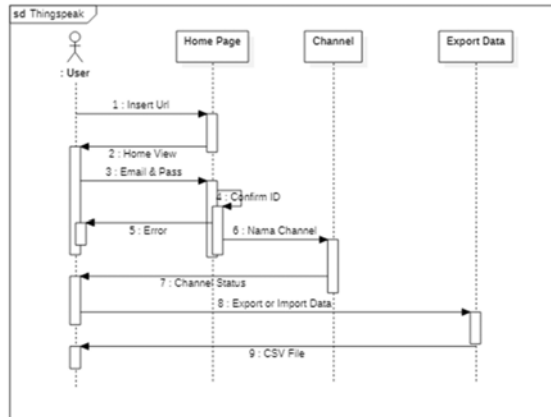 sd Thingspeak
: User
Home Page
Channel
Export Data
1 : Insert Url
2 : Home View
3 : Email & Pass
4 : Confirm ID
5 : Error
6 : Nama Channel
7 : Channel Status
8 : Export or Import Data
9 : CSV File